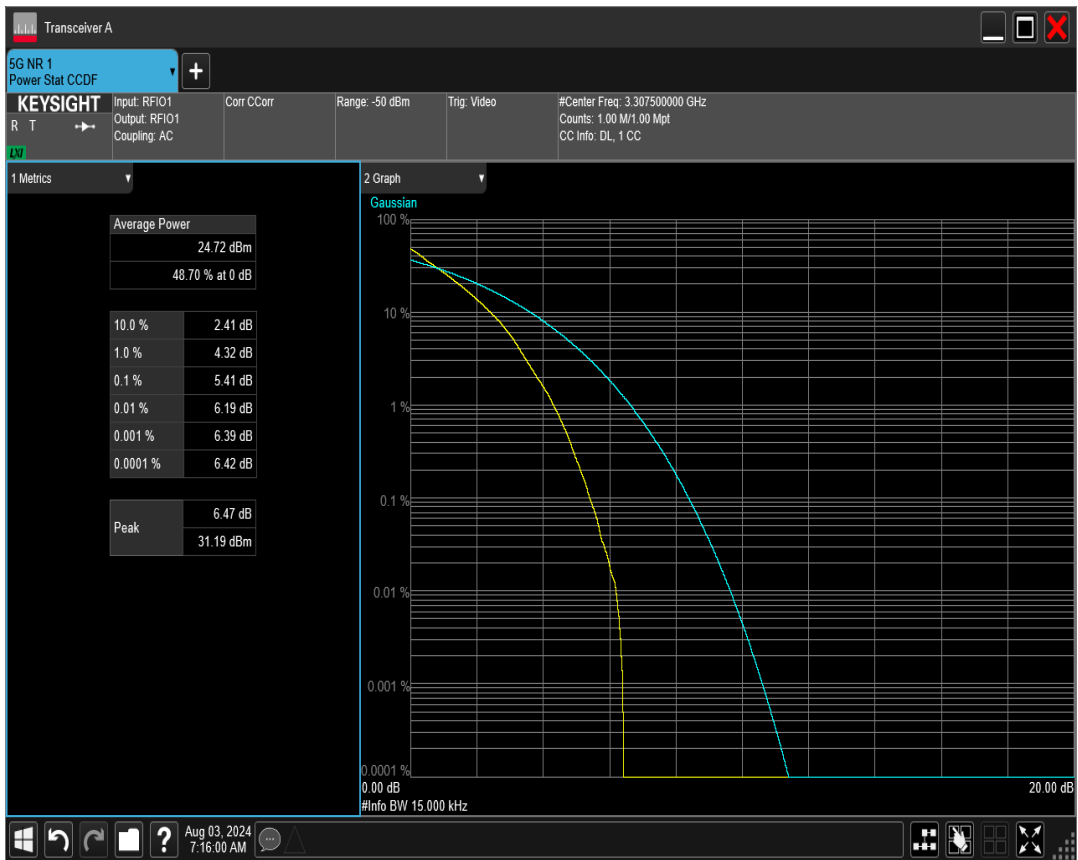 Transceiver A
5G NR 1
Power Stat CCDF
+
KEYSIGHT
R T
LXI
Input: RFIO1
Output: RFIO1
Coupling: AC
Corr CCorr
Range: -50 dBm
Trig: Video
#Center Freq: 3.307500000 GHz
Counts: 1.00 M/1.00 Mpt
CC Info: DL, 1 CC
1 Metrics
Average Power
24.72 dBm
48.70 % at 0 dB
10.0 % 2.41 dB
1.0 % 4.32 dB
0.1 % 5.41 dB
0.01 % 6.19 dB
0.001 % 6.39 dB
0.0001 % 6.42 dB
Peak 6.47 dB
31.19 dBm
2 Graph
Gaussian
100 %
10 %
1 %
0.1 %
0.01 %
0.001 %
0.0001 %
0.00 dB 20.00 dB
#Info BW 15.000 kHz
?
Aug 03, 2024
7:16:00 AM